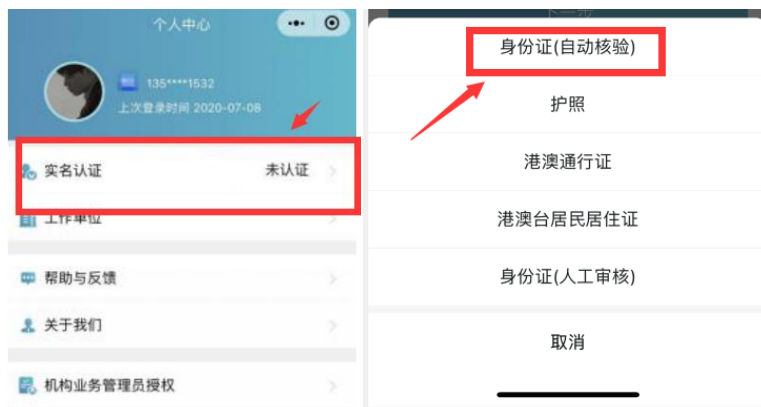 个人中心
135****1532
上次登录时间 2020-07-08
实名认证 未认证
工作单位
帮助与反馈
关于我们
机构业务管理员授权
下一步
身份证(自动核验)
护照
港澳通行证
港澳台居民居住证
身份证(人工审核)
取消